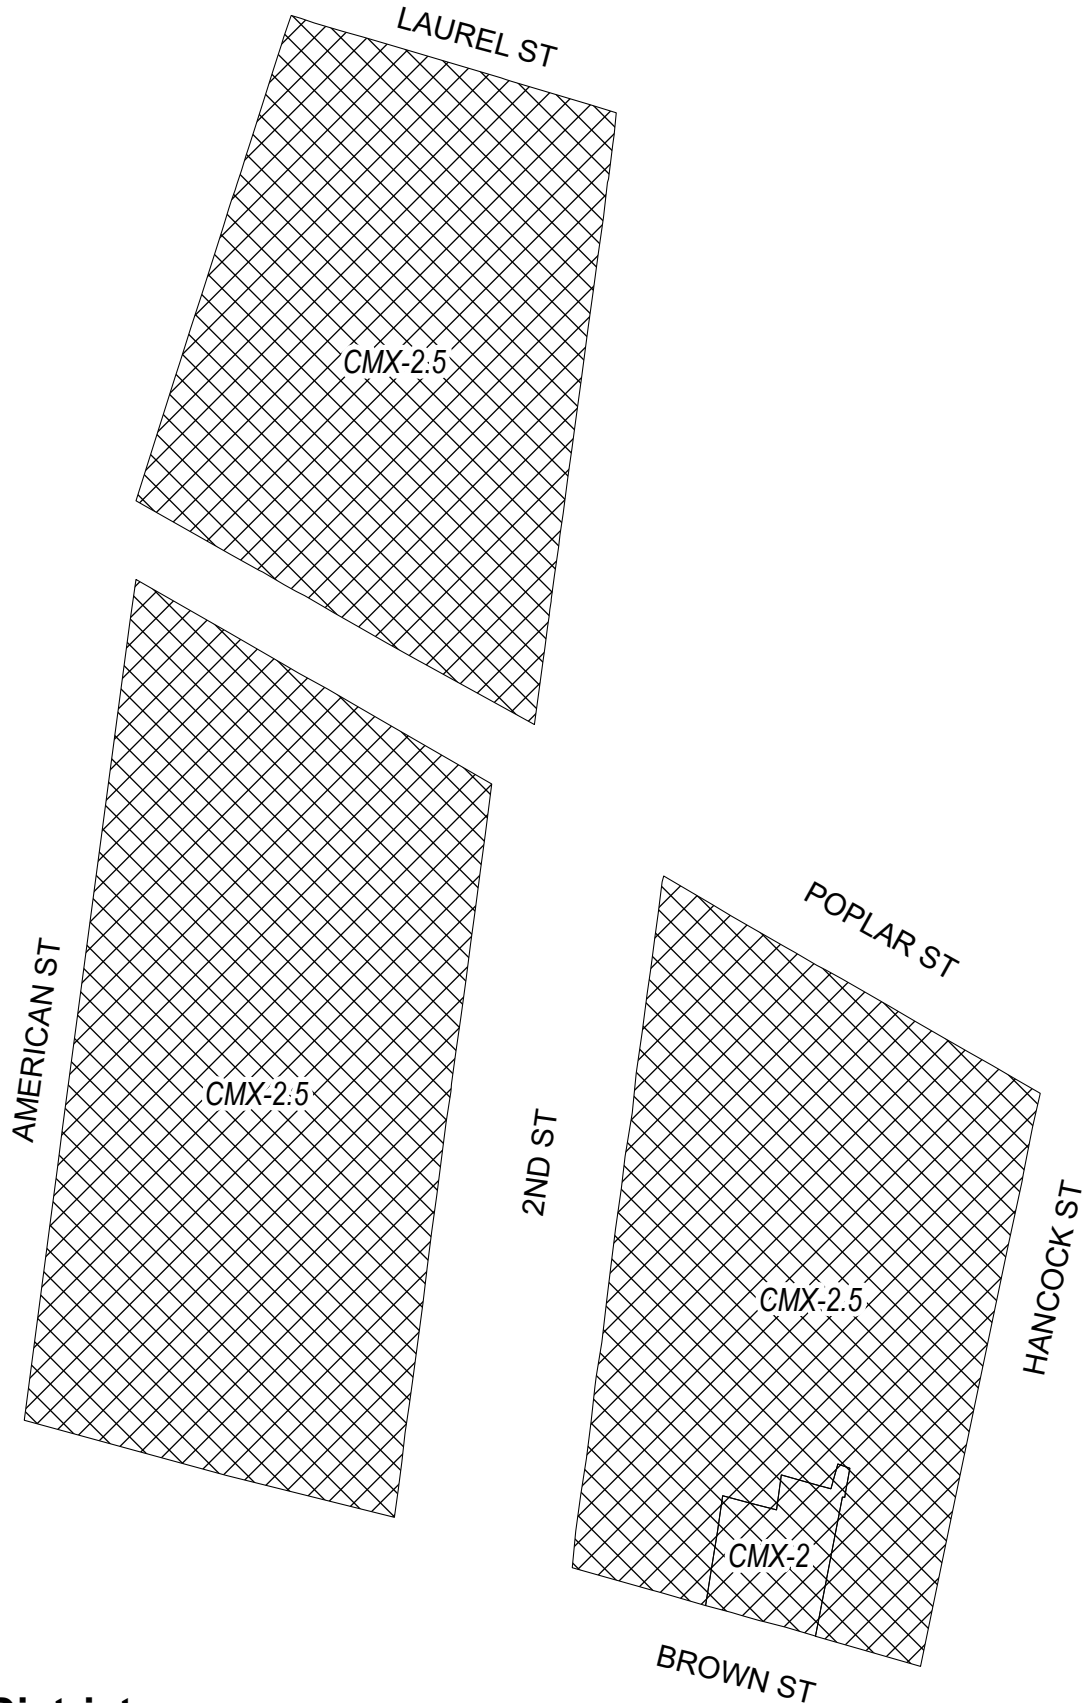 LAUREL ST
CMX-2.5
POPLAR ST
AMERICAN ST
CMX-2.5
2ND ST
HANCOCK ST
CMX-2.5
CMX-2
BROWN ST